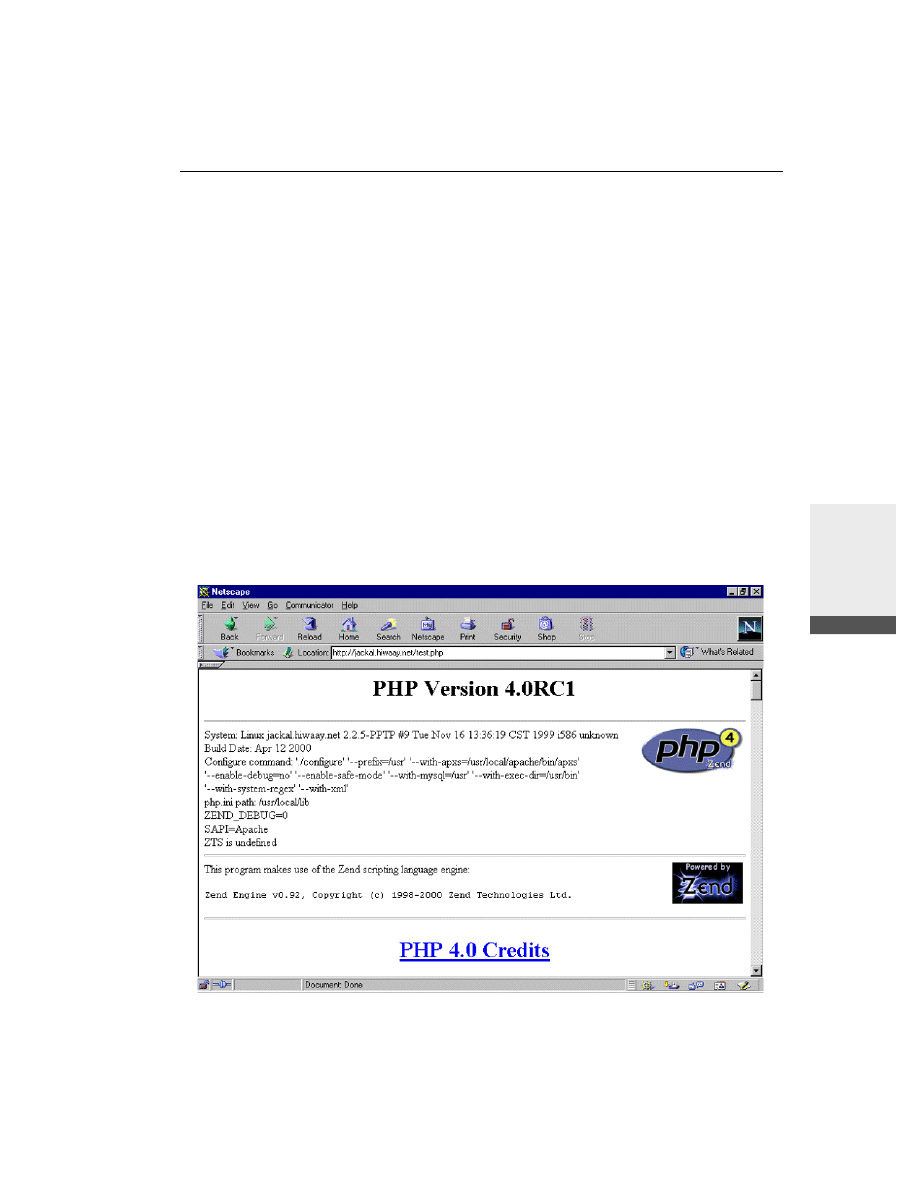 Netscape
File Edit View Go Communicator Help
Back Forward Reload Home Search Netscape Print Security Shop Stop
N
Bookmarks Location: http://jackal.hiwaay.net/test.php What's Related
PHP Version 4.0RC1
System: Linux jackal.hiwaay.net 2.2.5-PPTP #9 Tue Nov 16 13:36:19 CST 1999 i586 unknown
Build Date: Apr 12 2000
Configure command: './configure' '--prefix=/usr' '--with-apxs=/usr/local/apache/bin/apxs'
'--enable-debug=no' '--enable-safe-mode' '--with-mysql=/usr' '--with-exec-dir=/usr/bin'
'--with-system-regex' '--with-xml'
php.ini path: /usr/local/lib
ZEND_DEBUG=0
SAPI=Apache
ZTS is undefined
php 4
Zend
This program makes use of the Zend scripting language engine:
Zend Engine v0.92, Copyright (c) 1998-2000 Zend Technologies Ltd.
Powered by
Zend
PHP 4.0 Credits
Document: Done